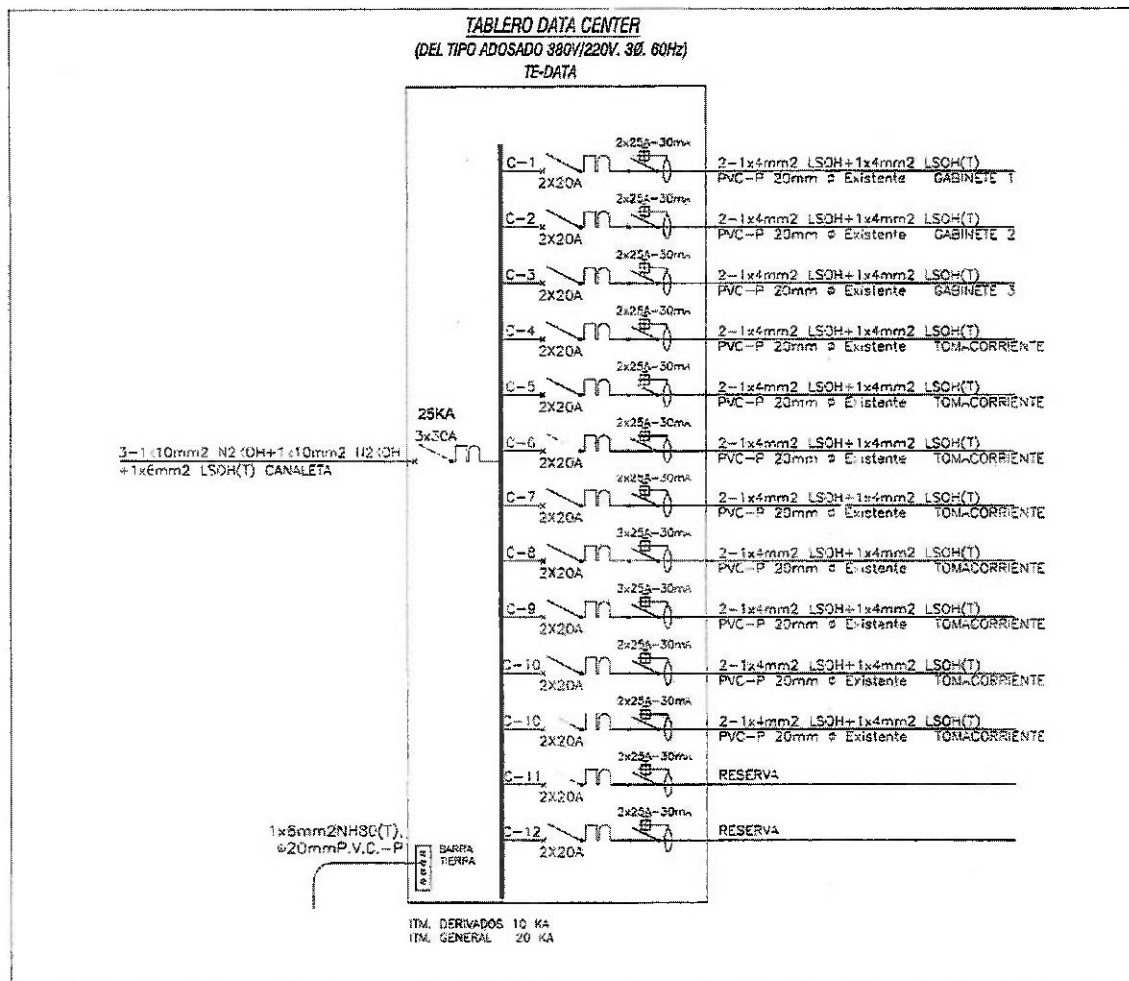 TABLERO DATA CENTER
(DEL TIPO ADOSADO 380V/220V. 3Ø. 60Hz)
TE-DATA
C-1
2X20A
2x25A-30mA
2-1x4mm2 LSOH+1x4mm2 LSOH(T)
PVC-P 20mm ø Existente GABINETE 1
C-2
2X20A
2x25A-30mA
2-1x4mm2 LSOH+1x4mm2 LSOH(T)
PVC-P 20mm ø Existente GABINETE 2
C-3
2X20A
2x25A-30mA
2-1x4mm2 LSOH+1x4mm2 LSOH(T)
PVC-P 20mm ø Existente GABINETE 3
C-4
2X20A
2x25A-30mA
2-1x4mm2 LSOH+1x4mm2 LSOH(T)
PVC-P 20mm ø Existente TOMACORRIENTE
C-5
2X20A
2x25A-30mA
2-1x4mm2 LSOH+1x4mm2 LSOH(T)
PVC-P 20mm ø Existente TOMACORRIENTE
25KA
3x30A
3-1x10mm2 N2XOH+1x10mm2 N2XOH
+1x6mm2 LSOH(T) CANALETA
C-6
2X20A
2x25A-30mA
2-1x4mm2 LSOH+1x4mm2 LSOH(T)
PVC-P 20mm ø Existente TOMACORRIENTE
C-7
2X20A
2x25A-30mA
2-1x4mm2 LSOH+1x4mm2 LSOH(T)
PVC-P 20mm ø Existente TOMACORRIENTE
C-8
2X20A
3x25A-30mA
2-1x4mm2 LSOH+1x4mm2 LSOH(T)
PVC-P 20mm ø Existente TOMACORRIENTE
C-9
2X20A
3x25A-30mA
2-1x4mm2 LSOH+1x4mm2 LSOH(T)
PVC-P 20mm ø Existente TOMACORRIENTE
C-10
2X20A
2x25A-30mA
2-1x4mm2 LSOH+1x4mm2 LSOH(T)
PVC-P 20mm ø Existente TOMACORRIENTE
C-10
2X20A
2x25A-30mA
2-1x4mm2 LSOH+1x4mm2 LSOH(T)
PVC-P 20mm ø Existente TOMACORRIENTE
C-11
2X20A
2x25A-30mA
RESERVA
C-12
2X20A
2x25A-30mA
RESERVA
1x6mm2NH80(T),
ø20mmP.V.C.-P
BARRA
TIERRA
ITM. DERIVADOS 10 KA
ITM. GENERAL 20 KA